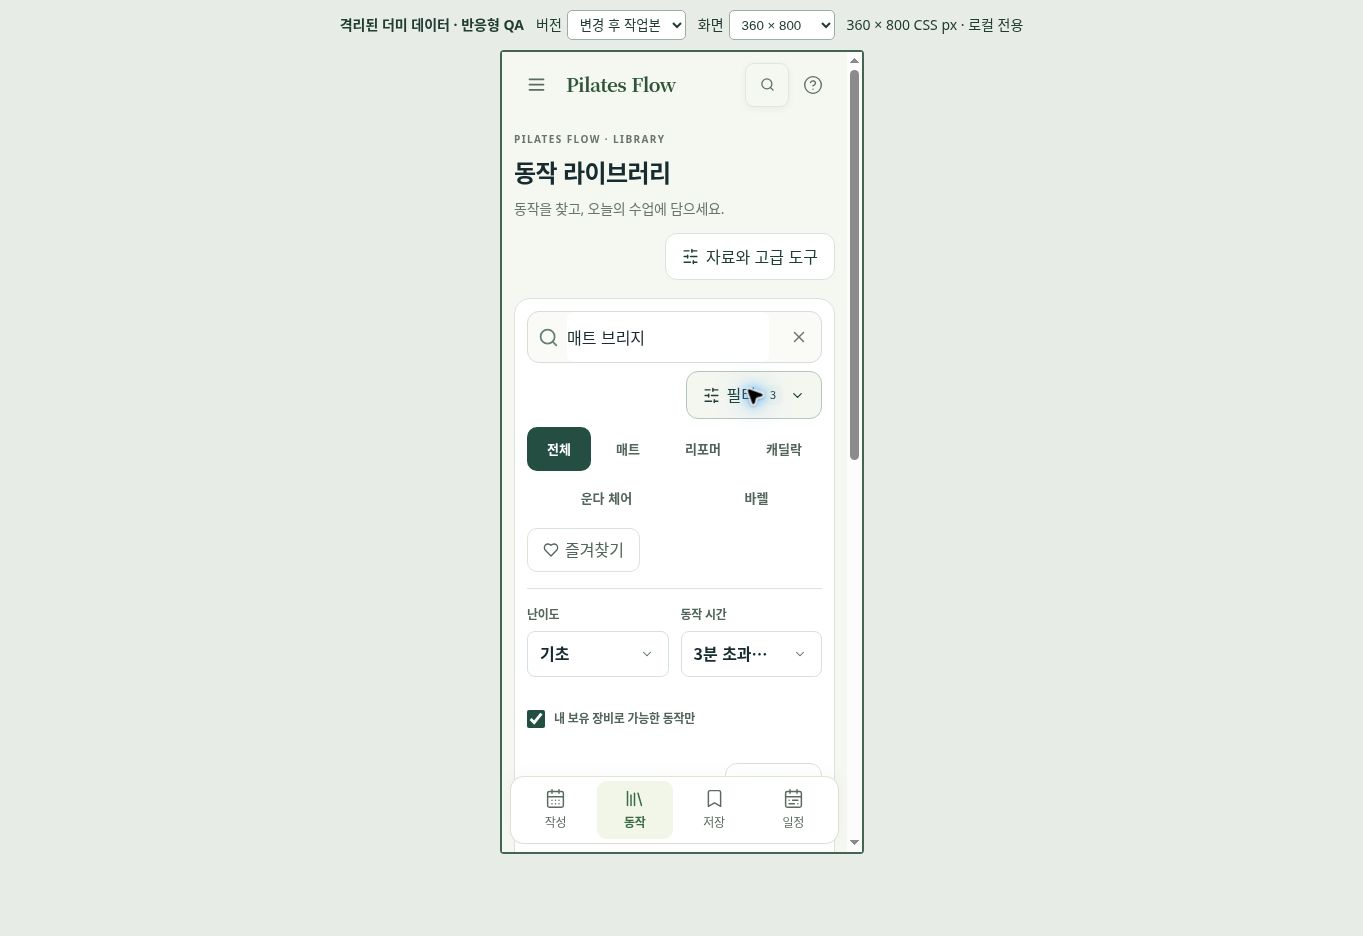 격리된 더미 데이터 · 반응형 QA 버전 변경 후 작업본 화면 360 × 800 360 × 800 CSS px · 로컬 전용
Pilates Flow
PILATES FLOW · LIBRARY
동작 라이브러리
동작을 찾고, 오늘의 수업에 담으세요.
자료와 고급 도구
매트 브리지
3
전체 매트 리포머 캐딜락
운다 체어 바렐
즐겨찾기
난이도 동작 시간
기초 3분 초과…
내 보유 장비로 가능한 동작만
작성 동작 저장 일정